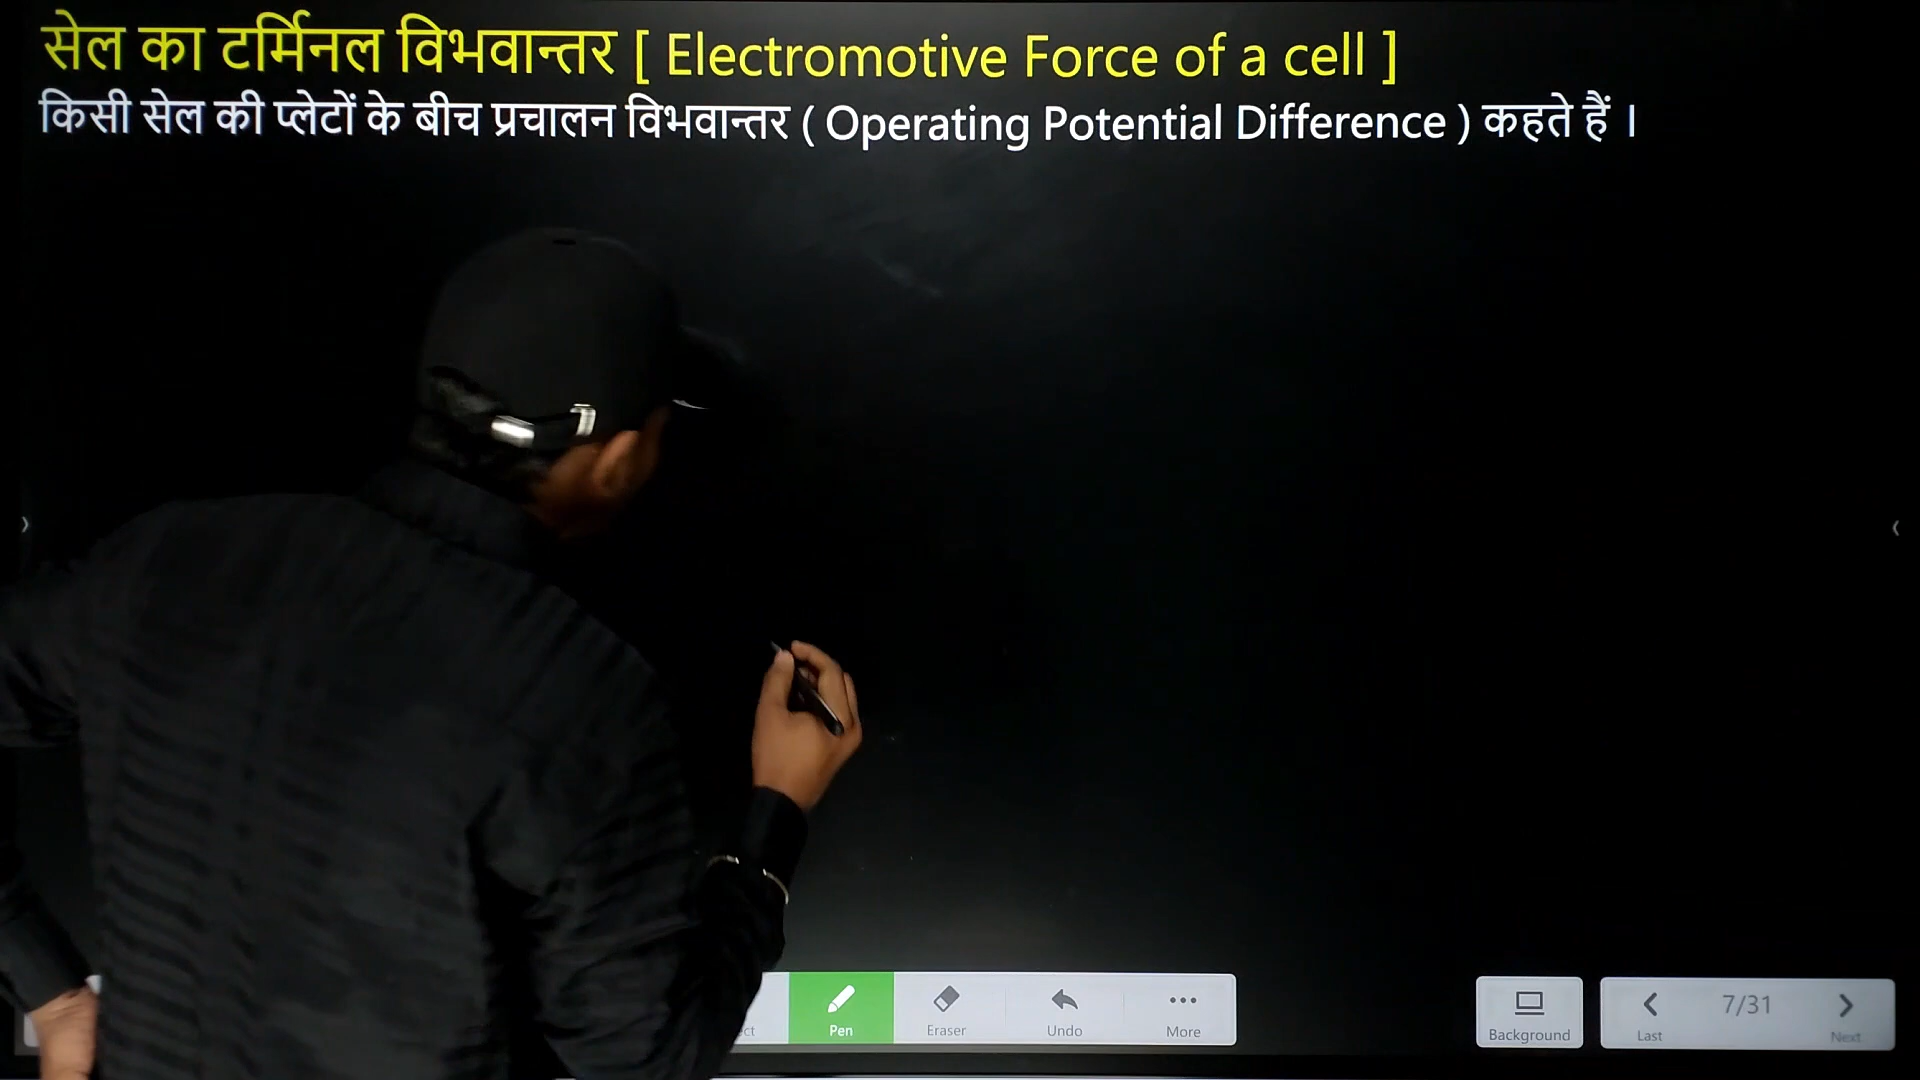 सेल का टर्मिनल विभवान्तर [ Electromotive Force of a cell ]
किसी सेल की प्लेटों के बीच प्रचालन विभवान्तर ( Operating Potential Difference ) कहते हैं ।
Pen
Eraser
Undo
More
Background
Last
7/31
Next